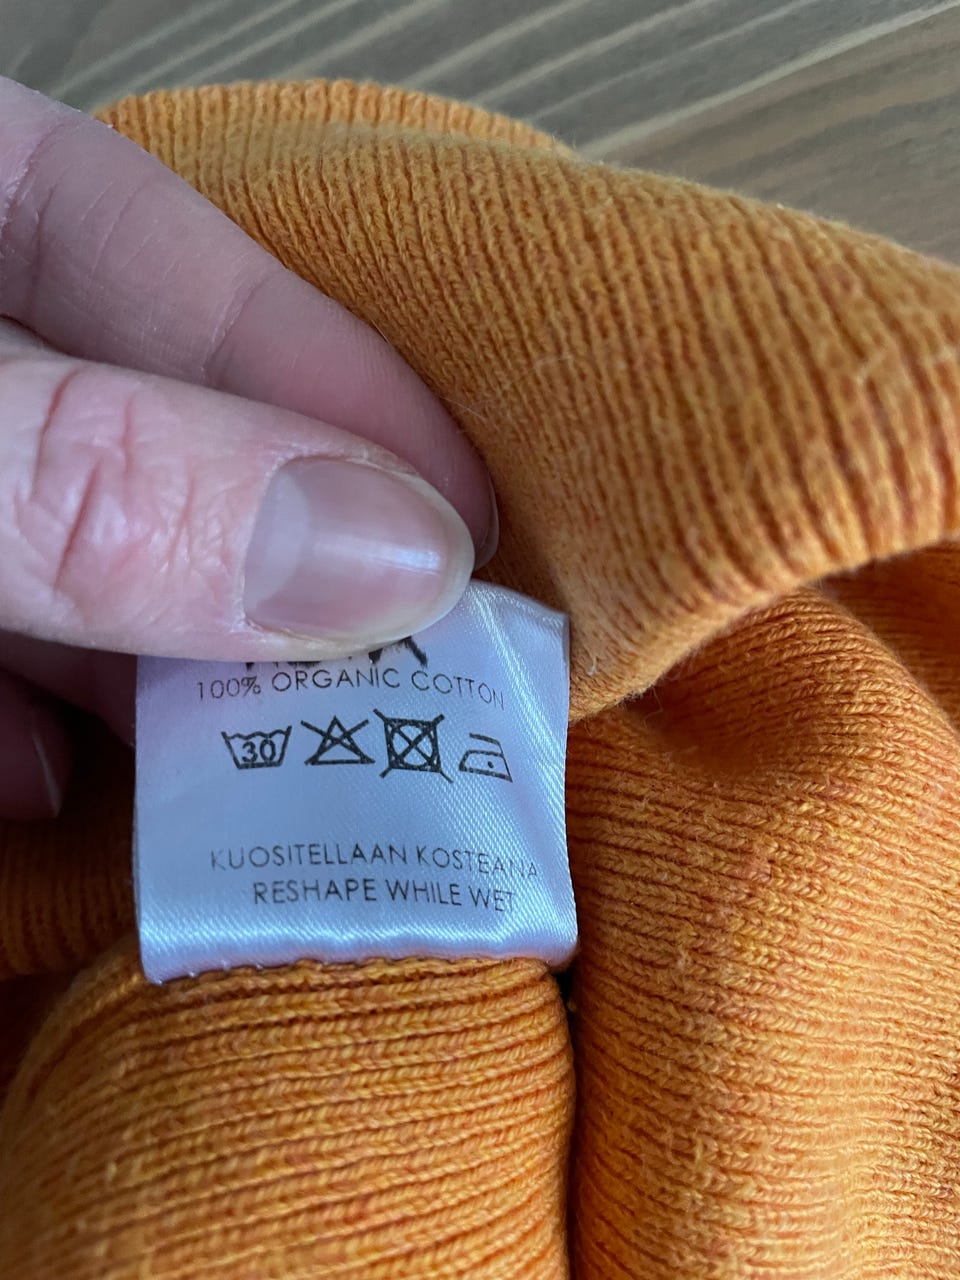 100% ORGANIC COTTON
30
KUOSITELLAAN KOSTEANA
RESHAPE WHILE WET